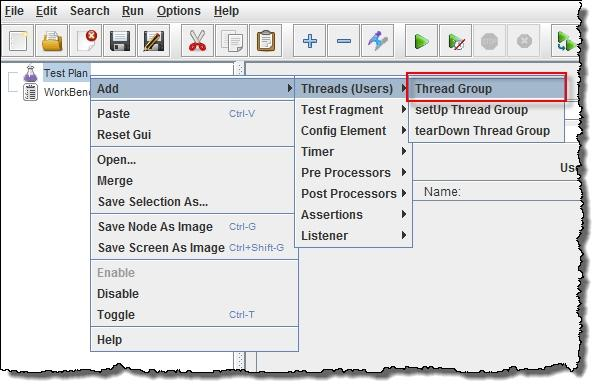 File Edit Search Run Options Help
Test Plan
WorkBenc
Add
Paste Ctrl-V
Reset Gui
Open...
Merge
Save Selection As...
Save Node As Image Ctrl-G
Save Screen As Image Ctrl+Shift-G
Enable
Disable
Toggle Ctrl-T
Help
Threads (Users)
Test Fragment
Config Element
Timer
Pre Processors
Post Processors
Assertions
Listener
Thread Group
setUp Thread Group
tearDown Thread Group
Use
Name: